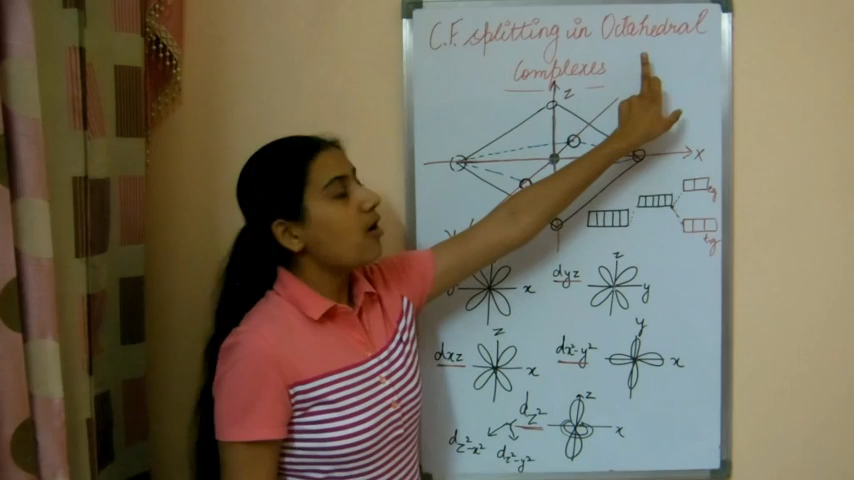 C.F. splitting in Octahedral
Complexes
z
X
eg
t2g
z
dyz
x
y
z
y
dxz
dx²-y²
x
x
dz²
z
x
dz²-x²
dz²-y²